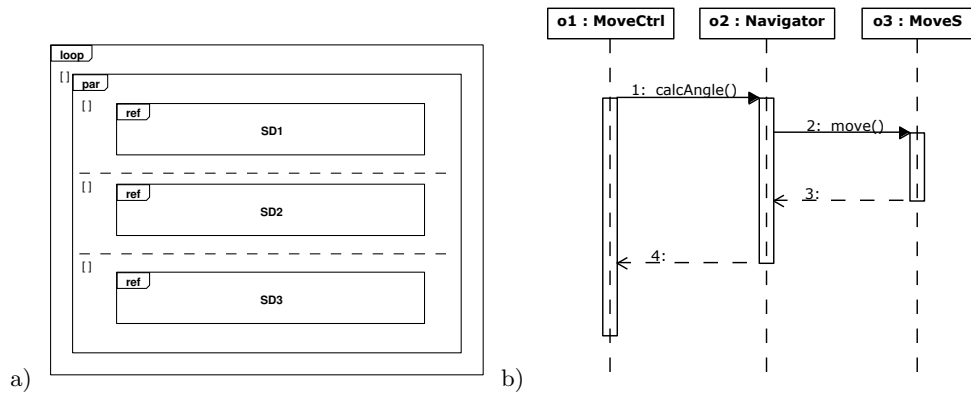 loop
[ ]
par
[ ]
ref
SD1
[ ]
ref
SD2
[ ]
ref
SD3
a)
o1 : MoveCtrl o2 : Navigator o3 : MoveS
1: calcAngle()
2: move()
3:
4:
b)